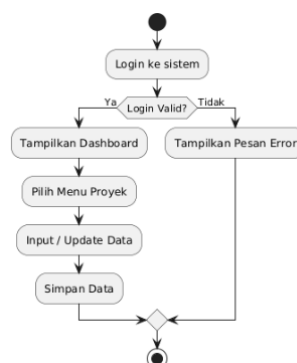 Login ke sistem
Login Valid?
Ya
Tidak
Tampilkan Dashboard
Tampilkan Pesan Error
Pilih Menu Proyek
Input / Update Data
Simpan Data